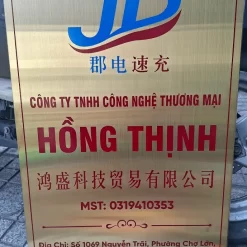 JD
郡电速充
CÔNG TY TNHH CÔNG NGHỆ THƯƠNG MẠI
HỒNG THỊNH
鸿盛科技贸易有限公司
MST: 0319410353
Địa Chỉ: Số 1069 Nguyễn Trãi, Phường Chợ Lớn,